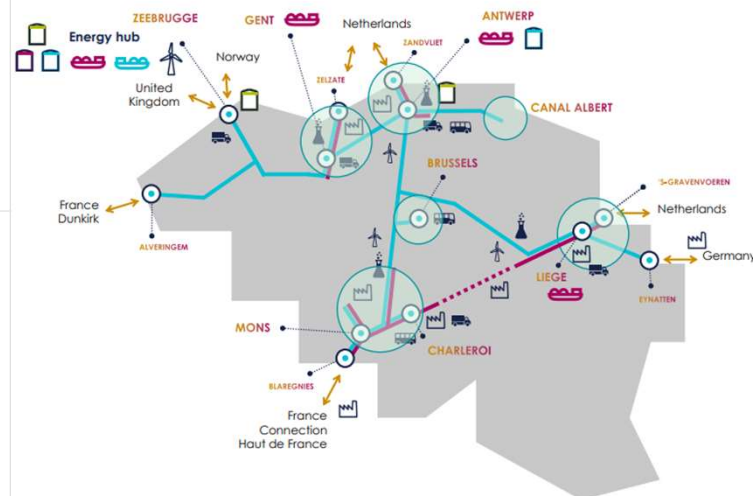 ZEEBRUGGE
GENT
Netherlands
ANTWERP
Energy hub
ZANDVLIET
Norway
ZELZATE
United
Kingdom
CANAL ALBERT
BRUSSELS
'S-GRAVENVOEREN
France
Dunkirk
Netherlands
ALVERINGEM
Germany
LIEGE
EYNATTEN
MONS
CHARLEROI
BLAREGNIES
France
Connection
Haut de France